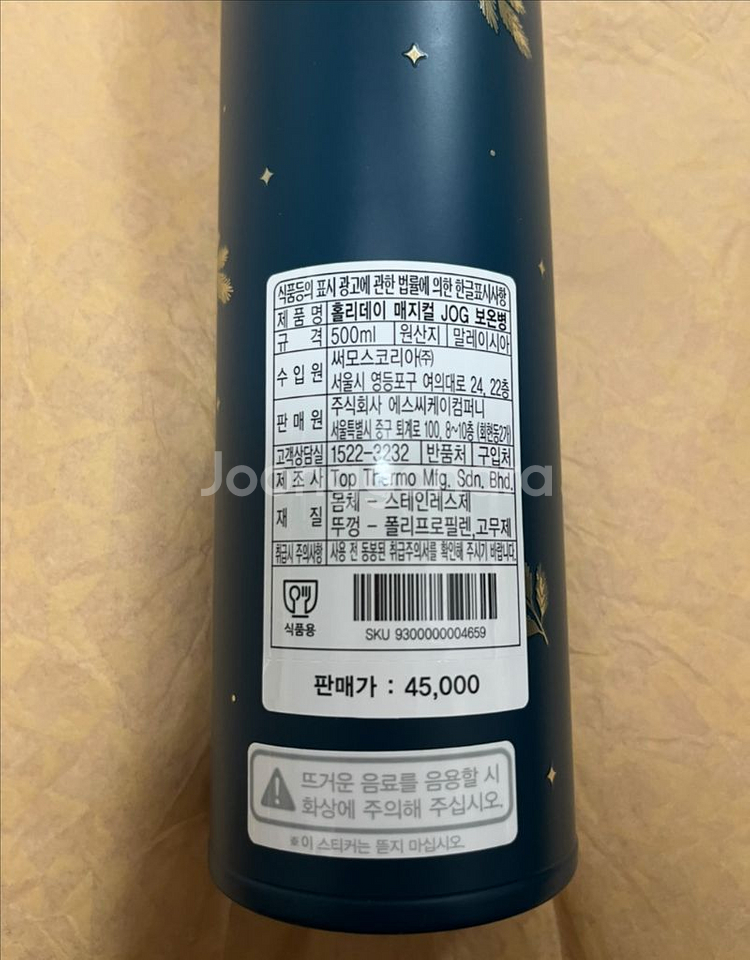 식품등의 표시 광고에 관한 법률에 의한 한글표시사항
제 품 명 홀리데이 매지컬 JOG 보온병
규 격 500ml 원산지 말레이시아
수 입 원 써모스코리아(주)
서울시 영등포구 여의대로 24, 22층
판 매 원 주식회사 에스씨케이컴퍼니
서울특별시 중구 퇴계로 100, 8~10층 (회현동2가)
고객상담실 1522-3232 반품처 구입처
제 조 사 Top Thermo Mfg. Sdn. Bhd.
재 질 몸체 - 스테인레스제
뚜껑 - 폴리프로필렌,고무제
취급시 주의사항 사용 전 동봉된 취급주의서를 확인해 주시기 바랍니다.
식품용
SKU 9300000004659
판매가 : 45,000
뜨거운 음료를 음용할 시
화상에 주의해 주십시오.
※이 스티커는 뜯지 마십시오.